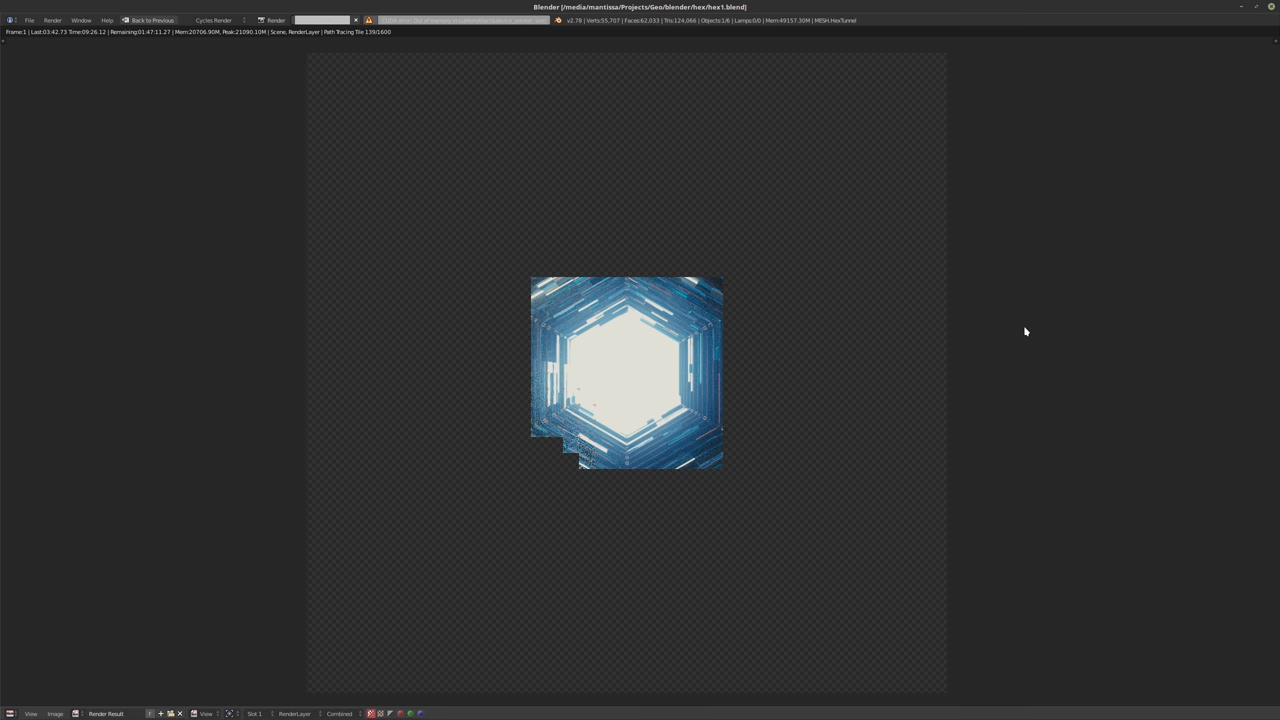 Blender [/media/mantissa/Projects/Geo/blender/hex/hex1.blend]
File Render Window Help Back to Previous Cycles Render Render v2.78 | Verts:55,707 | Faces:62,033 | Tris:124,066 | Objects:1/6 | Lamps:0/0 | Mem:49157.30M | MESH.HexTunnel
Frame:1 | Last:03:42.73 Time:09:26.12 | Remaining:01:47:11.27 | Mem:20706.90M, Peak:21090.10M | Scene, RenderLayer | Path Tracing Tile 139/1600
View Image Render Result F View Slot 1 RenderLayer Combined